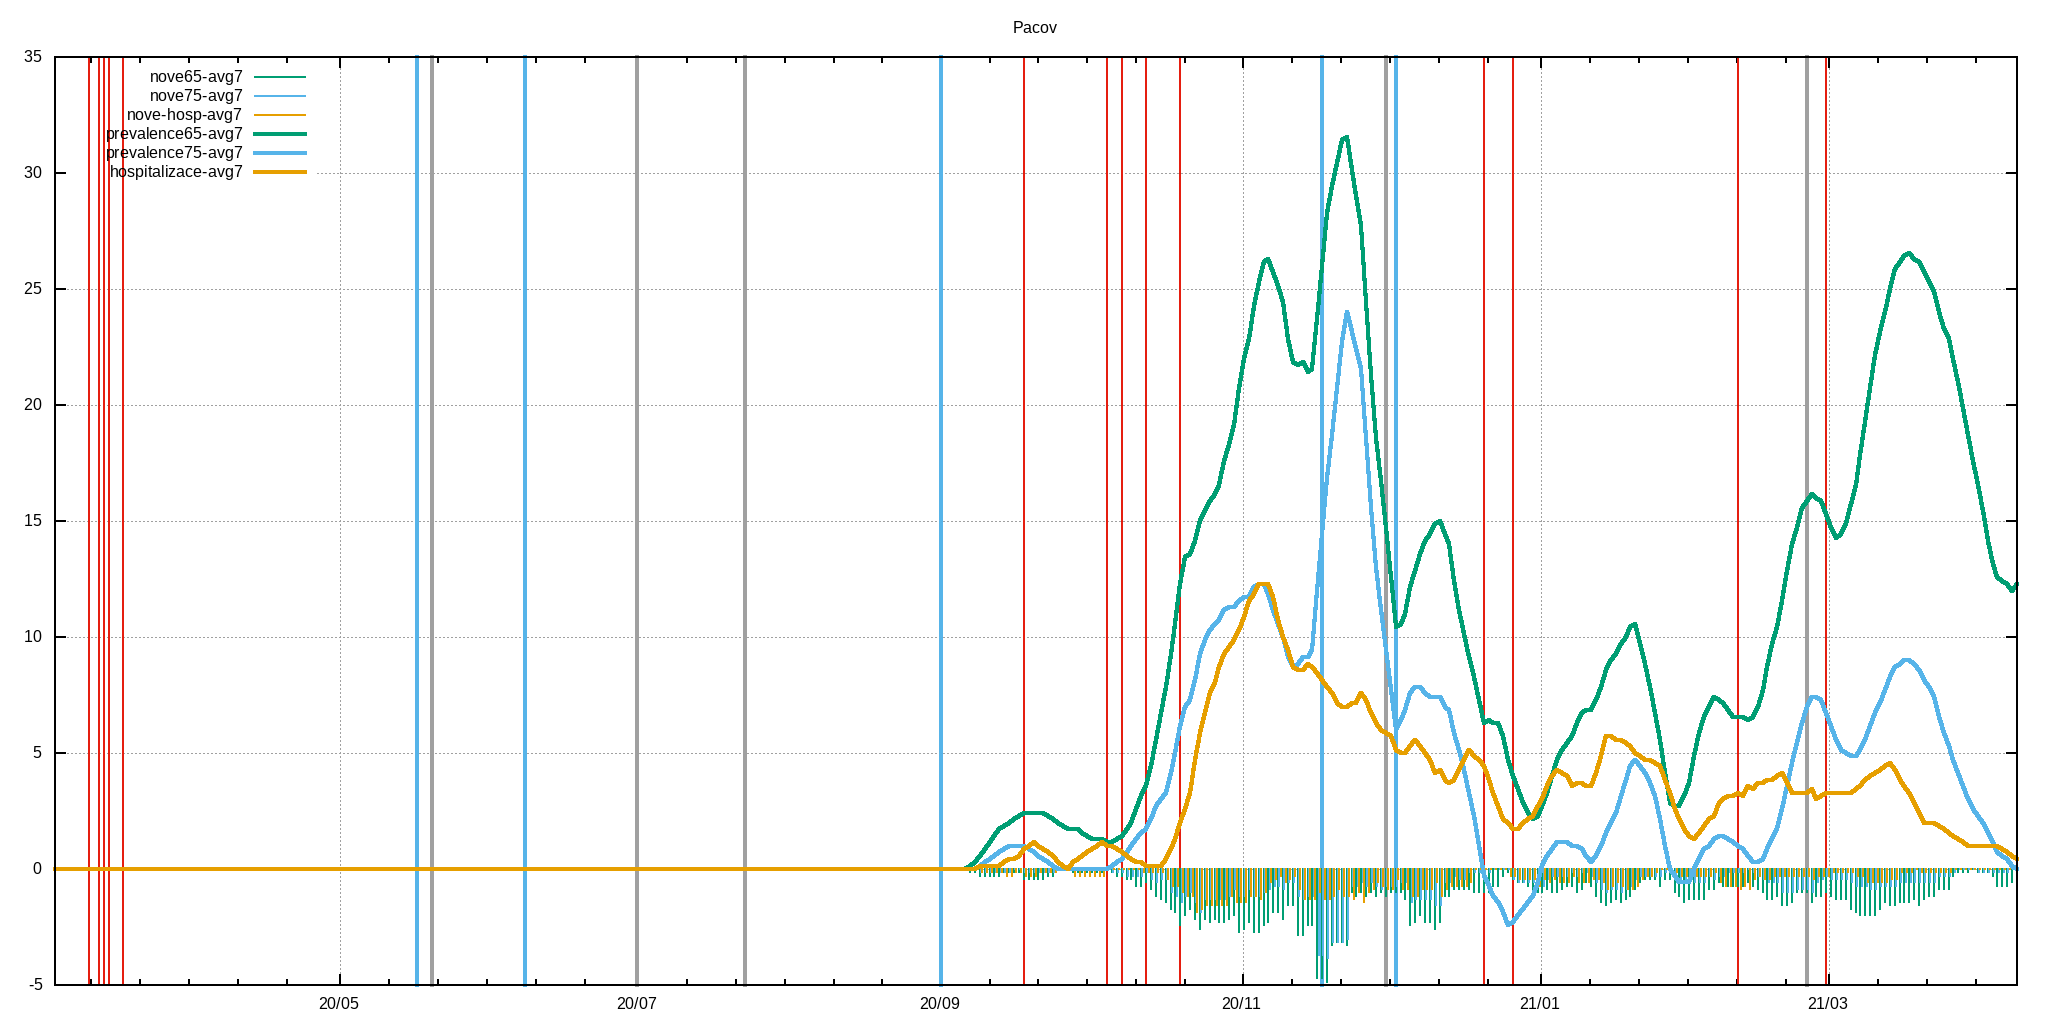 Pacov
35
nove65-avg7
nove75-avg7
nove-hosp-avg7
prevalence65-avg7
prevalence75-avg7
hospitalizace-avg7
30
25
20
15
10
5
0
-5
20/05 20/07 20/09 20/11 21/01 21/03